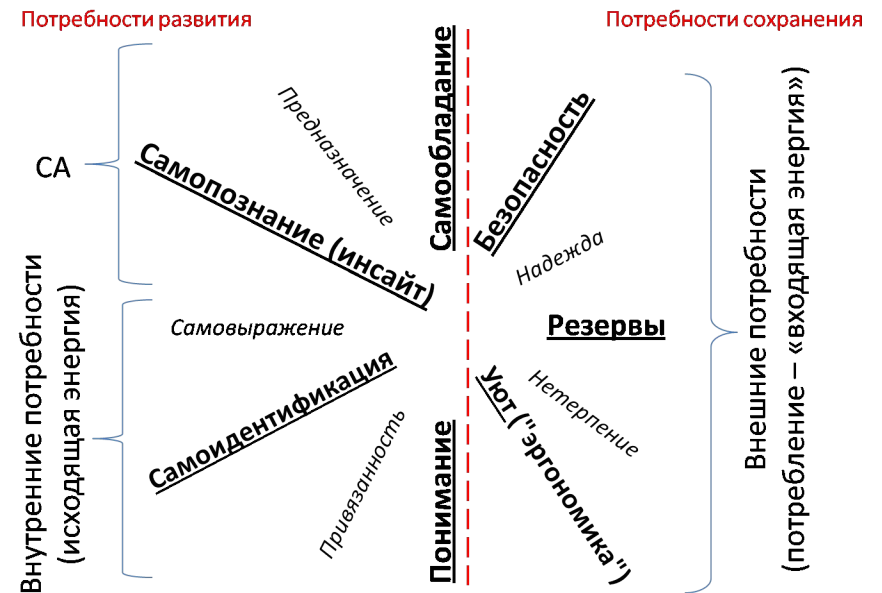 Потребности развития
Потребности сохранения
СА
Внутренние потребности
(исходящая энергия)
Предназначение
Самопознание (инсайт)
Самовыражение
Самоидентификация
Привязанность
Самообладание
Понимание
Безопасность
Надежда
Резервы
Нетерпение
Уют ("эргономика")
Внешние потребности
(потребление – «входящая энергия»)